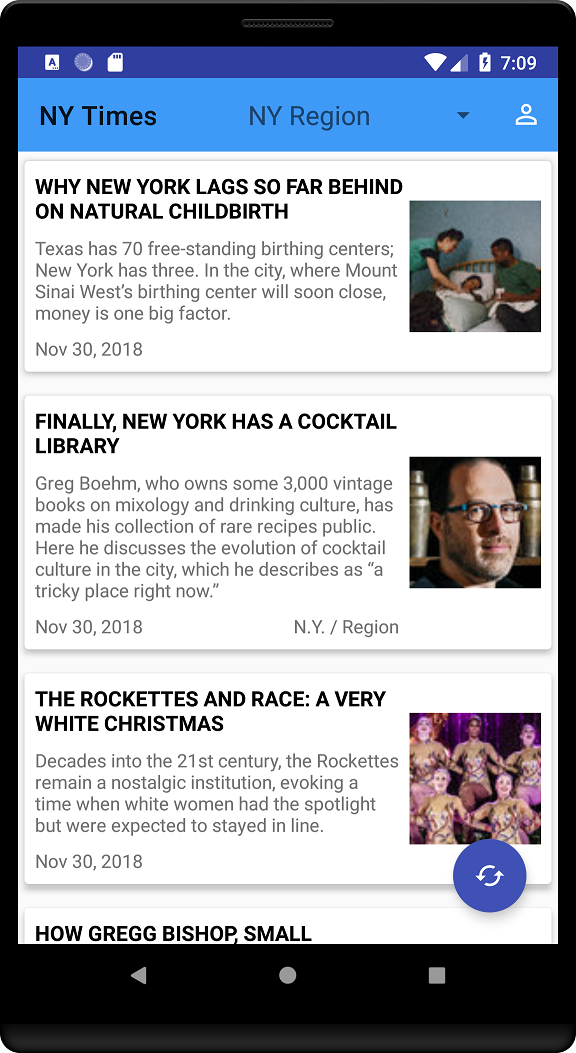 7:09
NY Times
NY Region
WHY NEW YORK LAGS SO FAR BEHIND
ON NATURAL CHILDBIRTH
Texas has 70 free-standing birthing centers;
New York has three. In the city, where Mount
Sinai West’s birthing center will soon close,
money is one big factor.
Nov 30, 2018
FINALLY, NEW YORK HAS A COCKTAIL
LIBRARY
Greg Boehm, who owns some 3,000 vintage
books on mixology and drinking culture, has
made his collection of rare recipes public.
Here he discusses the evolution of cocktail
culture in the city, which he describes as “a
tricky place right now.”
Nov 30, 2018 N.Y. / Region
THE ROCKETTES AND RACE: A VERY
WHITE CHRISTMAS
Decades into the 21st century, the Rockettes
remain a nostalgic institution, evoking a
time when white women had the spotlight
but were expected to stayed in line.
Nov 30, 2018
HOW GREGG BISHOP, SMALL